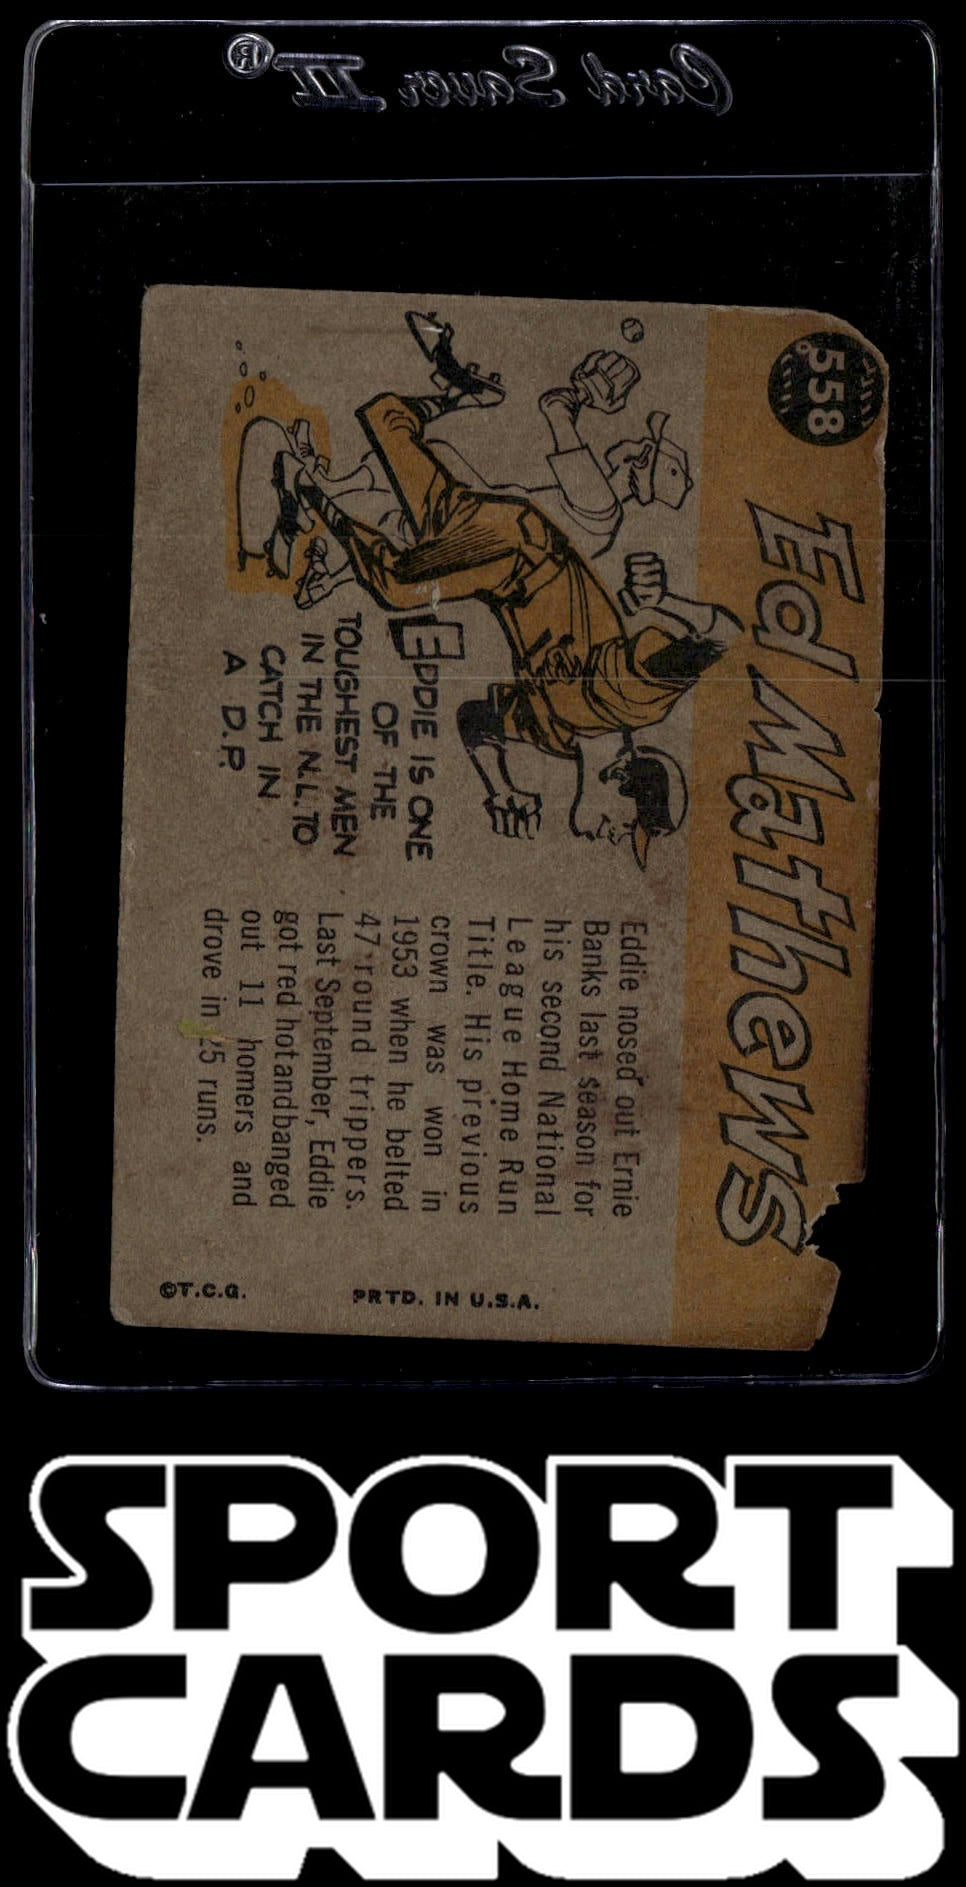 Card Saver III®
558
Ed Mathews
EDDIE IS ONE
OF THE
TOUGHEST MEN
IN THE N.L. TO
CATCH IN
A D.P.
Eddie nosed out Ernie
Banks last season for
his second National
League Home Run
Title. His previous
crown was won in
1953 when he belted
47 round trippers.
Last September, Eddie
got red hotandbanged
out 11 homers and
drove in 25 runs.
©T.C.G.
PRTD. IN U.S.A.
SPORT
CARDS